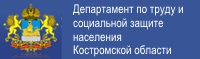 Департамент по труду и
социальной защите
населения
Костромской области